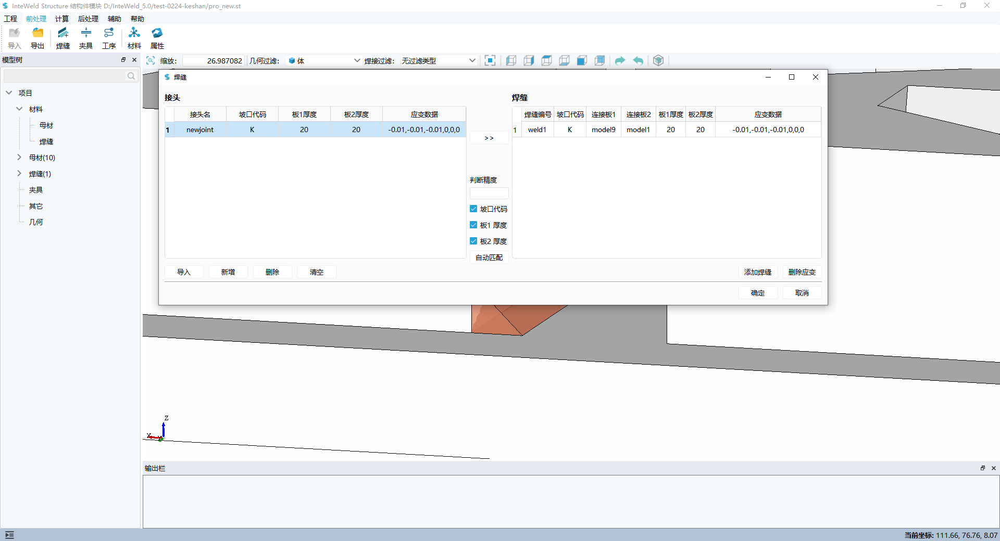 InteWeld Structure 结构件模块 D:/InteWeld_5.0/test-0224-keshan/pro_new.st
工程 前处理 计算 后处理 辅助 帮助
导入 导出 焊缝 夹具 工序 材料 属性
模型树
缩放: 26.987082 几何过滤: 体 焊接过滤: 无过滤类型
项目
材料
母材
焊缝
母材(10)
焊缝(1)
夹具
其它
几何
焊缝
接头
接头名 坡口代码 板1厚度 板2厚度 应变数据
1 newjoint K 20 20 -0.01,-0.01,-0.01,0,0,0
>>
判断精度
坡口代码
板1 厚度
板2 厚度
自动匹配
焊缝
焊缝编号 坡口代码 连接板1 连接板2 板1厚度 板2厚度 应变数据
1 weld1 K model9 model1 20 20 -0.01,-0.01,-0.01,0,0,0
导入 新增 删除 清空
添加焊缝 删除应变
确定 取消
Z
X
输出栏
当前坐标: 111.66, 76.76, 8.07